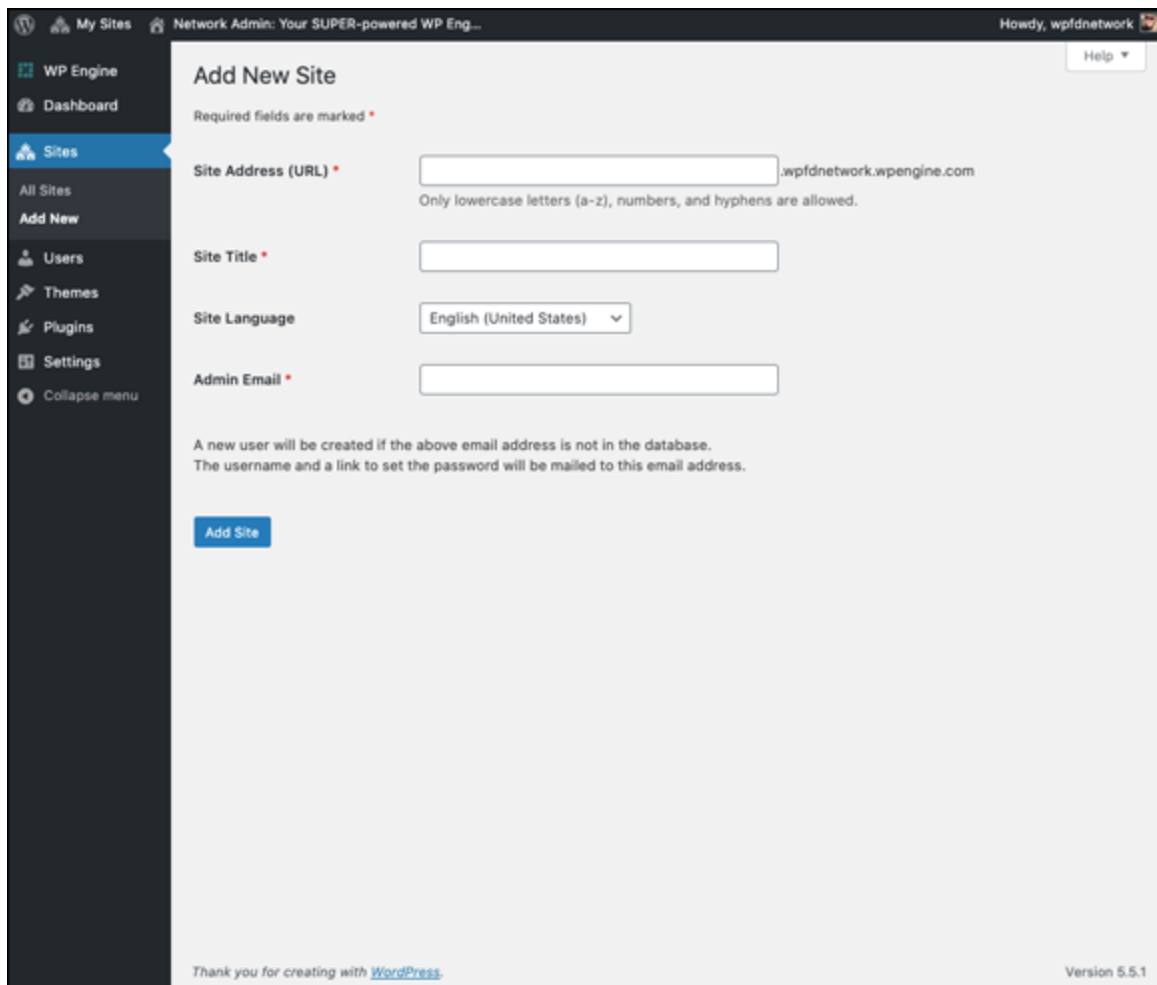 My Sites Network Admin: Your SUPER-powered WP Eng... Howdy, wpfdnetwork
Help
WP Engine
Dashboard
Sites
All Sites
Add New
Users
Themes
Plugins
Settings
Collapse menu
Add New Site
Required fields are marked *
Site Address (URL) * .wpfdnetwork.wpengine.com
Only lowercase letters (a-z), numbers, and hyphens are allowed.
Site Title *
Site Language English (United States)
Admin Email *
A new user will be created if the above email address is not in the database.
The username and a link to set the password will be mailed to this email address.
Add Site
Thank you for creating with WordPress. Version 5.5.1